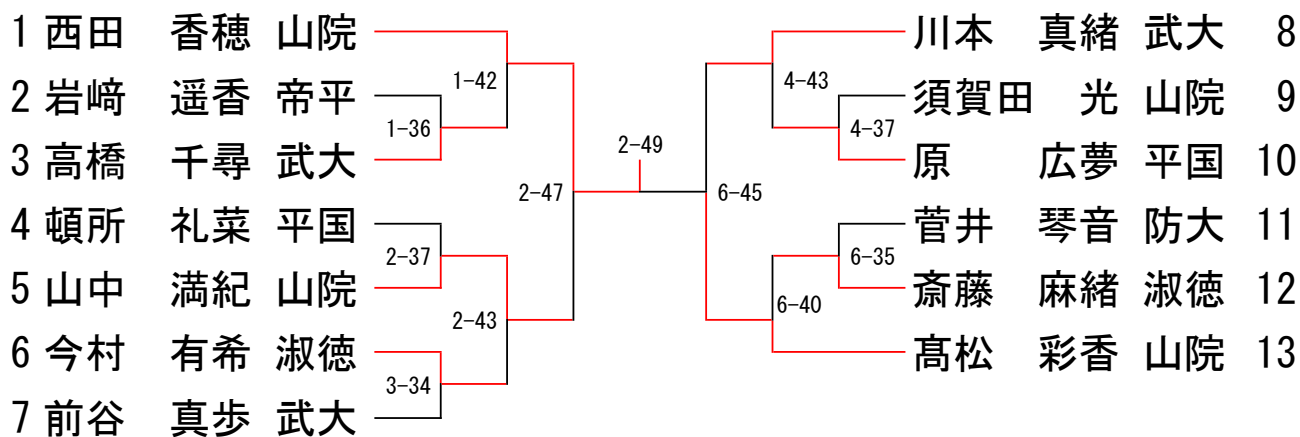 1 西田 香穂 山院
2 岩﨑 遥香 帝平
3 高橋 千尋 武大
4 頓所 礼菜 平国
5 山中 満紀 山院
6 今村 有希 淑徳
7 前谷 真歩 武大
1-42
1-36
2-37
2-43
3-34
2-47
2-49
6-45
4-43
4-37
6-35
6-40
川本 真緒 武大 8
須賀田 光 山院 9
原 広夢 平国 10
菅井 琴音 防大 11
斎藤 麻緒 淑徳 12
髙松 彩香 山院 13